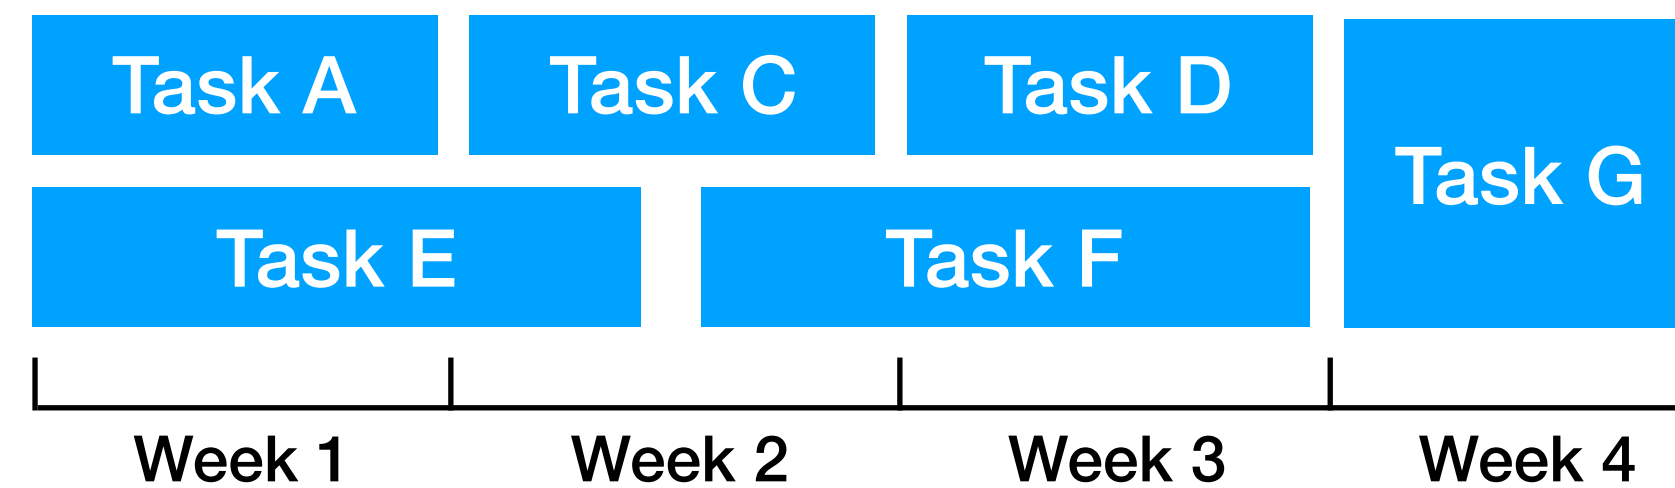 Task A
Task C
Task D
Task G
Task E
Task F
Week 1
Week 2
Week 3
Week 4